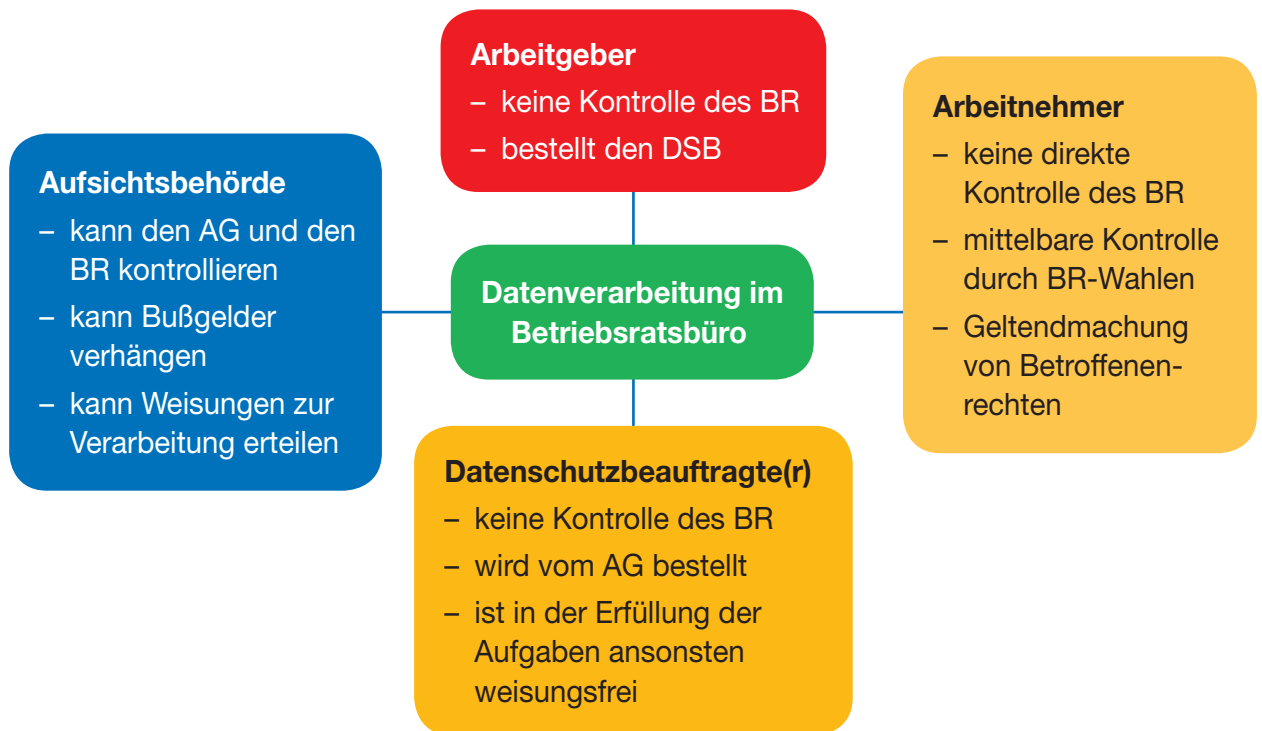 Arbeitgeber
– keine Kontrolle des BR
– bestellt den DSB
Aufsichtsbehörde
– kann den AG und den
BR kontrollieren
– kann Bußgelder
verhängen
– kann Weisungen zur
Verarbeitung erteilen
Datenverarbeitung im
Betriebsratsbüro
Arbeitnehmer
– keine direkte
Kontrolle des BR
– mittelbare Kontrolle
durch BR-Wahlen
– Geltendmachung
von Betroffenen-
rechten
Datenschutzbeauftragte(r)
– keine Kontrolle des BR
– wird vom AG bestellt
– ist in der Erfüllung der
Aufgaben ansonsten
weisungsfrei